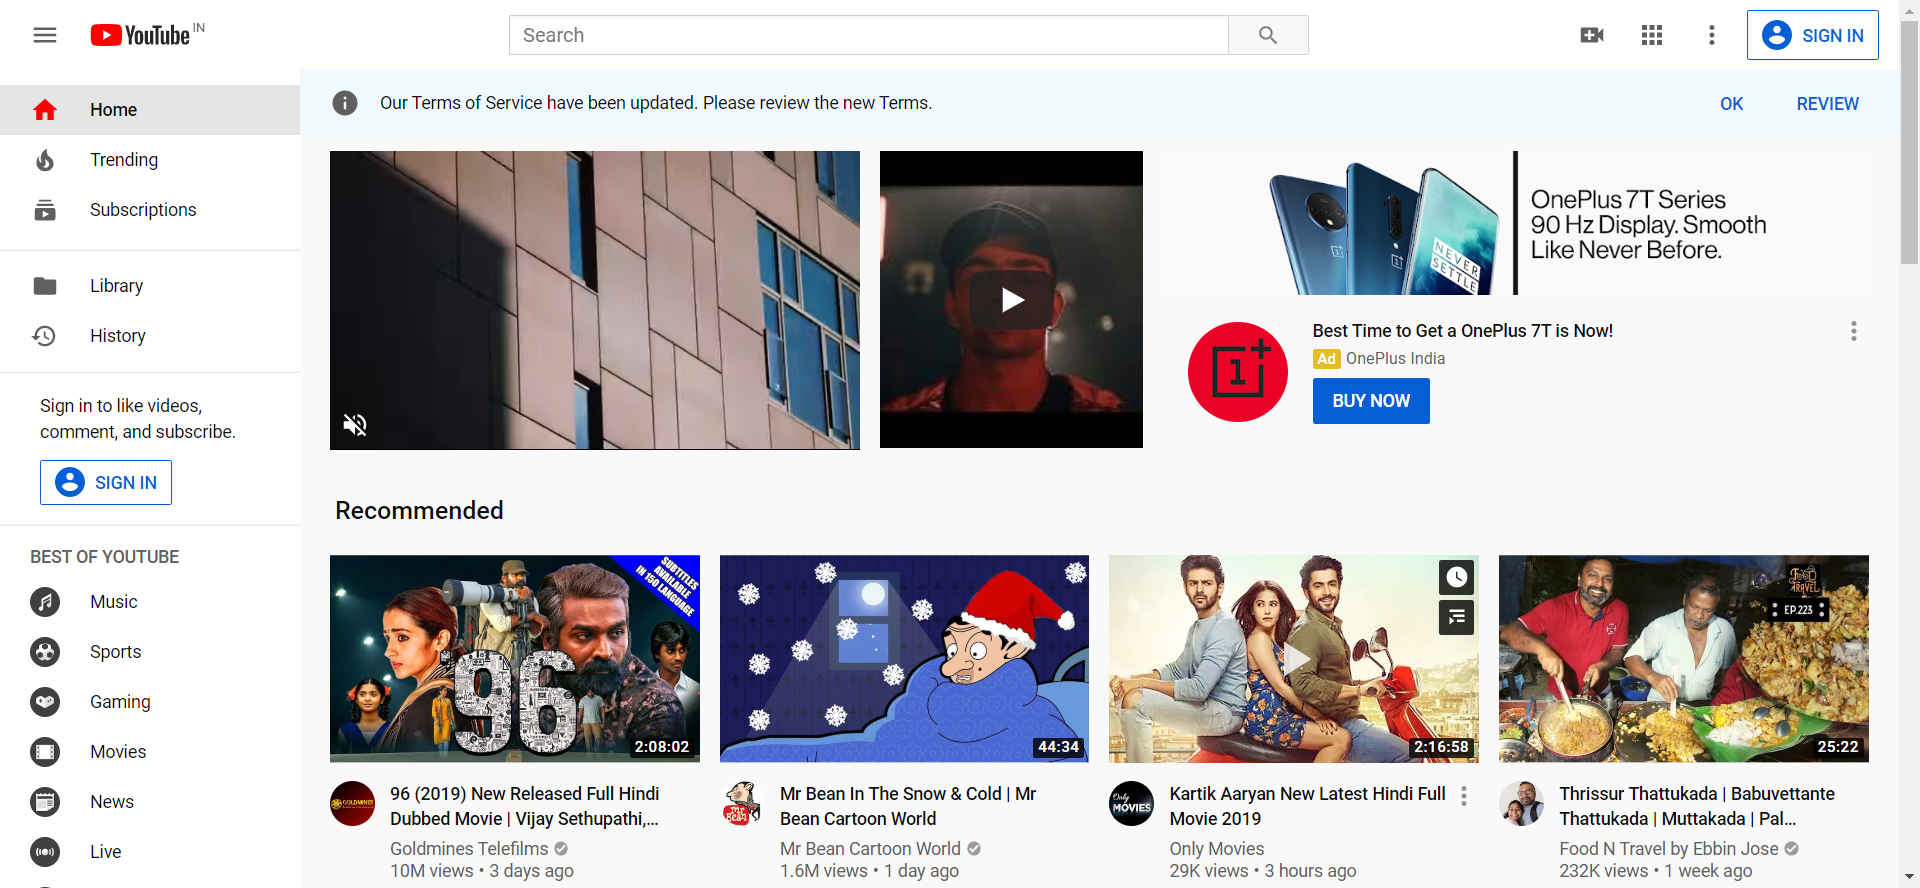 YouTube IN
Search
SIGN IN
Home
Trending
Subscriptions
Library
History
Sign in to like videos,
comment, and subscribe.
SIGN IN
BEST OF YOUTUBE
Music
Sports
Gaming
Movies
News
Live
Our Terms of Service have been updated. Please review the new Terms.
OK
REVIEW
NEVER
SETTLE
OnePlus 7T Series
90 Hz Display. Smooth
Like Never Before.
Best Time to Get a OnePlus 7T is Now!
Ad OnePlus India
BUY NOW
Recommended
SUBTITLES
AVAILABLE
IN 150 LANGUAGE
96
2:08:02
GOLDMINES
96 (2019) New Released Full Hindi
Dubbed Movie | Vijay Sethupathi,...
Goldmines Telefilms
10M views • 3 days ago
44:34
Mr Bean
Mr Bean In The Snow & Cold | Mr
Bean Cartoon World
Mr Bean Cartoon World
1.6M views • 1 day ago
2:16:58
Only
MOVIES
Kartik Aaryan New Latest Hindi Full
Movie 2019
Only Movies
29K views • 3 hours ago
FOOD
TRAVEL
EP.223
25:22
Thrissur Thattukada | Babuvettante
Thattukada | Muttakada | Pal...
Food N Travel by Ebbin Jose
232K views • 1 week ago